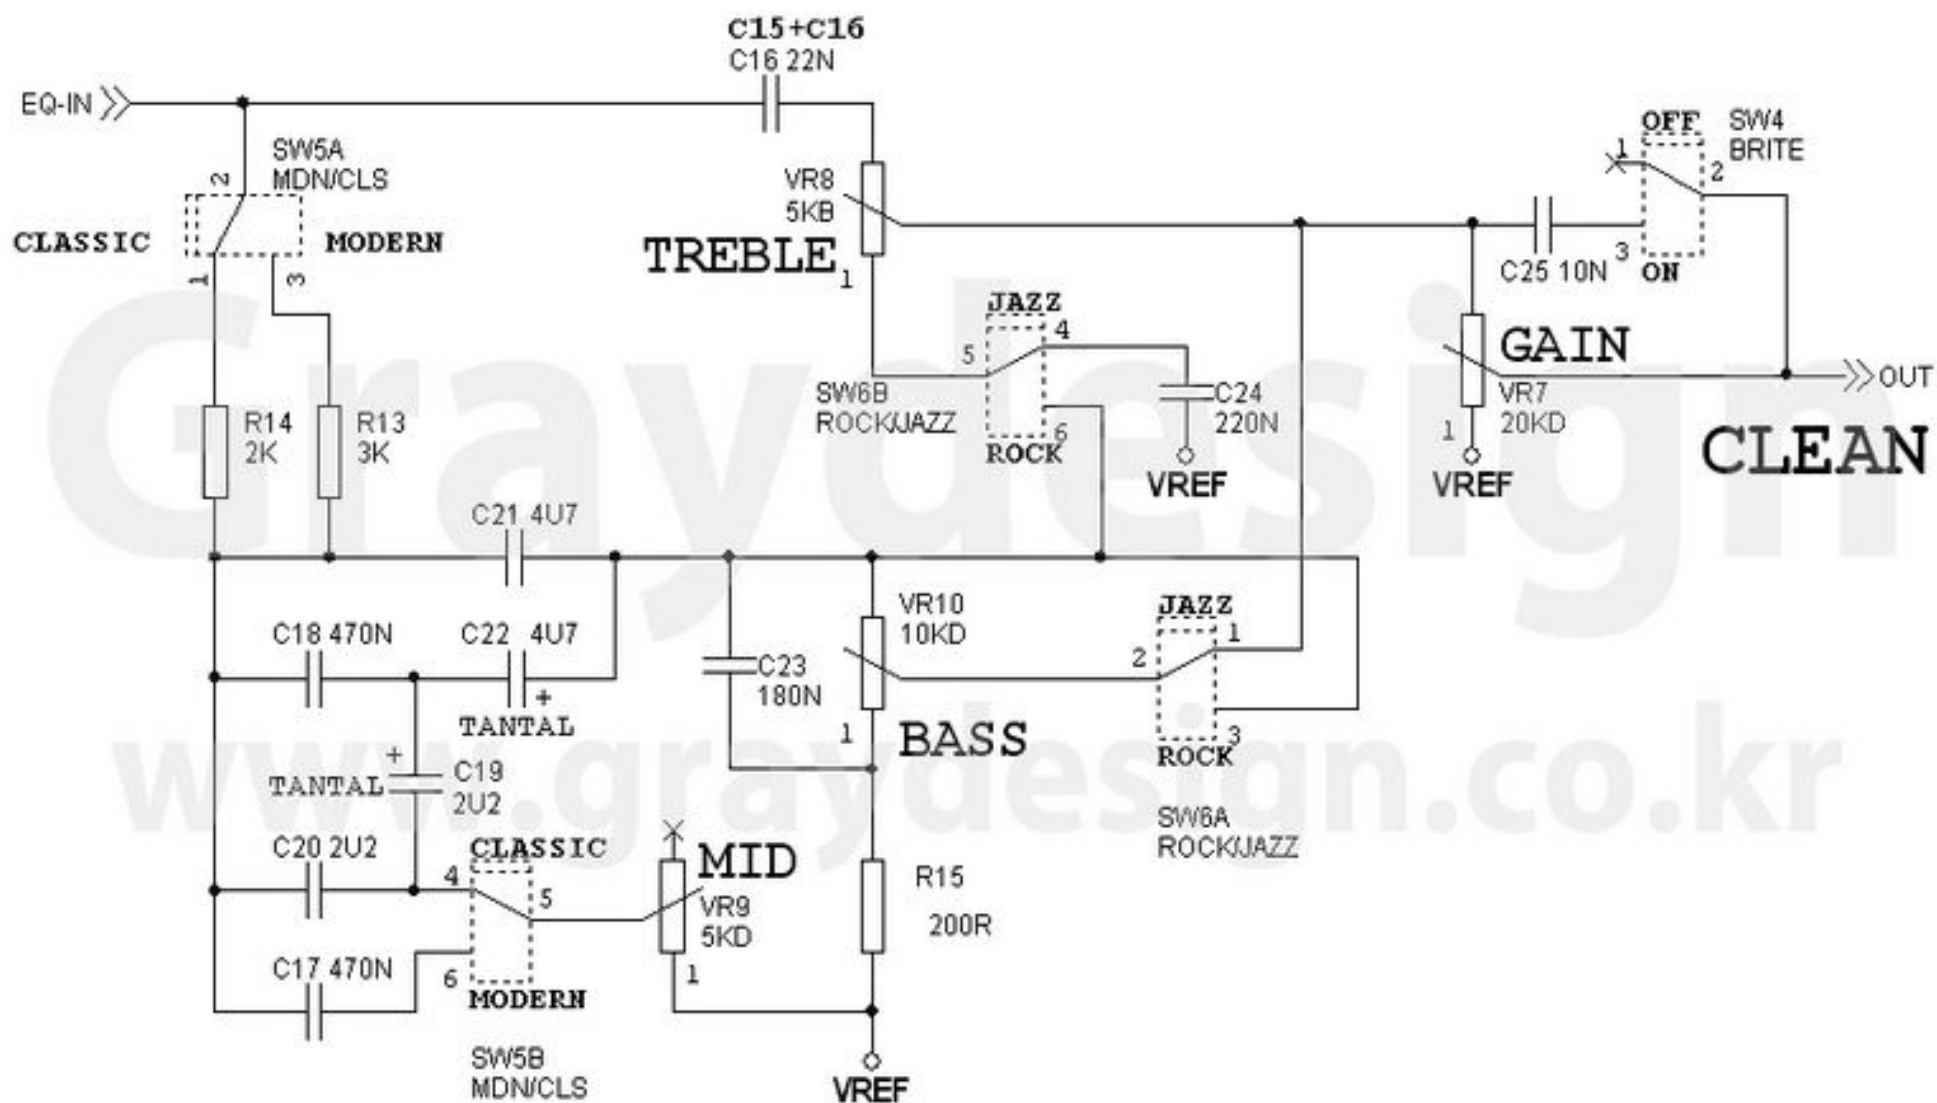 C15+C16
C16 22N
EQ-IN
SW5A
MDN/CLS
2
CLASSIC
MODERN
1
3
VR8
5KB
TREBLE
1
OFF
SW4
BRITE
1
2
C25 10N
3
ON
JAZZ
4
5
SW6B
ROCK/JAZZ
6
ROCK
C24
220N
VREF
GAIN
VR7
20KD
1
VREF
OUT
CLEAN
R14
2K
R13
3K
Graydesign
C21 4U7
C18 470N
C22 4U7
+
TANTAL
C23
180N
VR10
10KD
1
BASS
JAZZ
1
2
3
ROCK
SW6A
ROCK/JAZZ
+
TANTAL
C19
2U2
www.graydesign.co.kr
C20 2U2
CLASSIC
4
5
6
MODERN
SW5B
MDN/CLS
C17 470N
MID
VR9
5KD
1
R15
200R
VREF